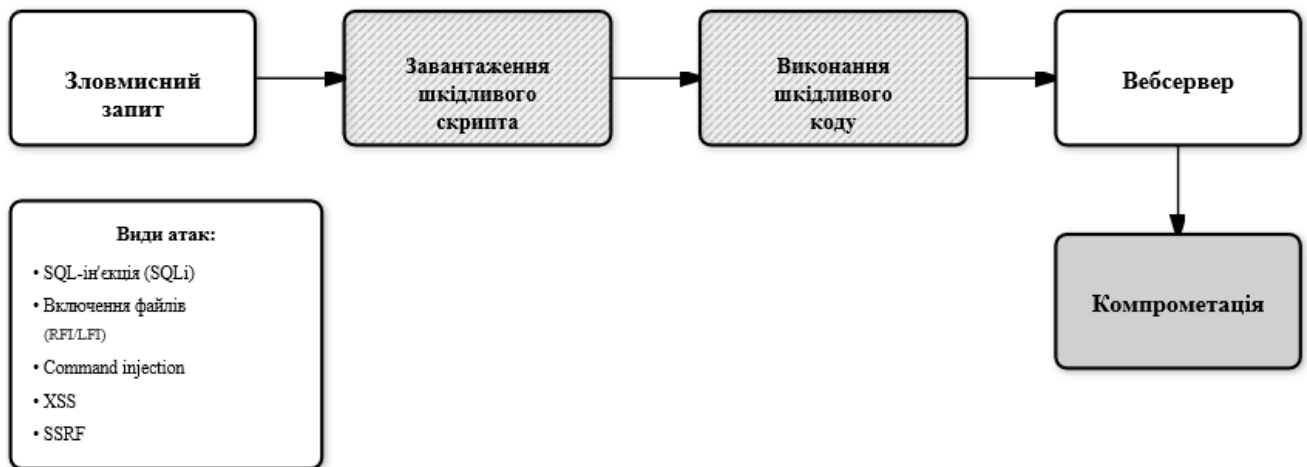 Зловмисний
запит
Завантаження
шкідливого
скрипта
Виконання
шкідливого
коду
Вебсервер
Компрометація
Види атак:
• SQL-ін'єкція (SQLi)
• Включення файлів
(RFI/LFI)
• Command injection
• XSS
• SSRF